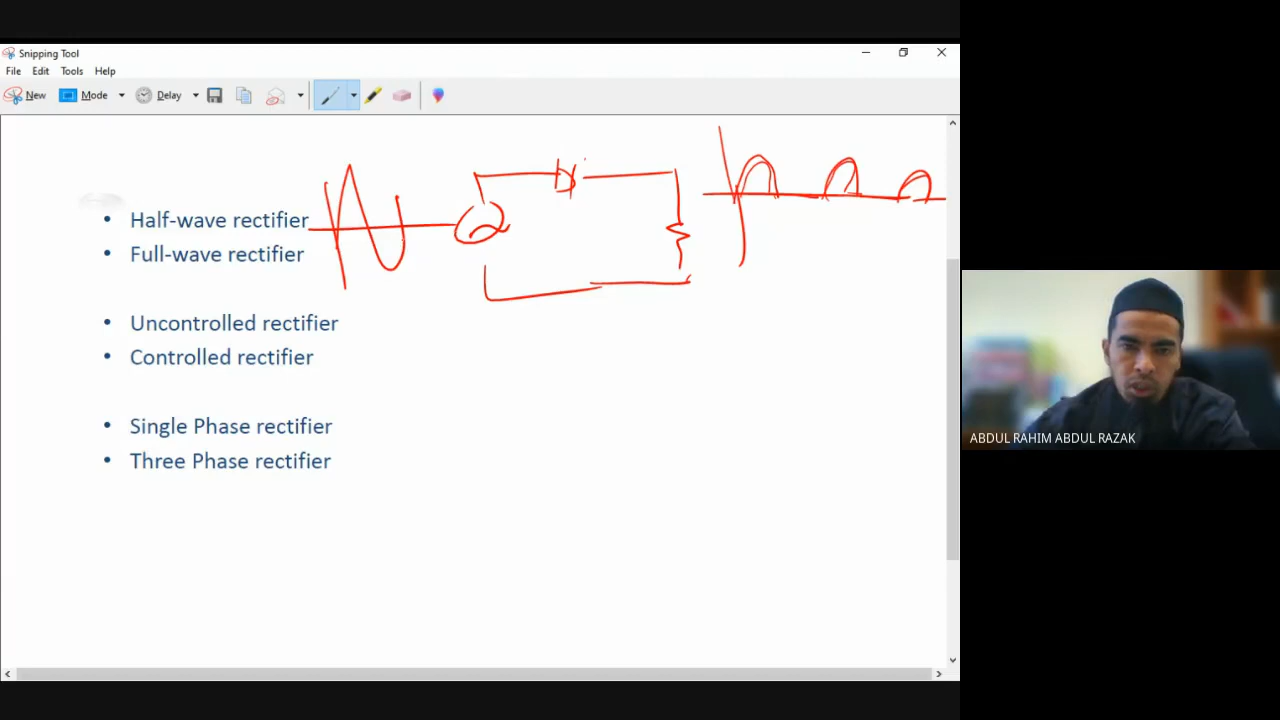 Snipping Tool
File Edit Tools Help
New Mode Delay
• Half-wave rectifier
• Full-wave rectifier
• Uncontrolled rectifier
• Controlled rectifier
• Single Phase rectifier
• Three Phase rectifier
ABDUL RAHIM ABDUL RAZAK